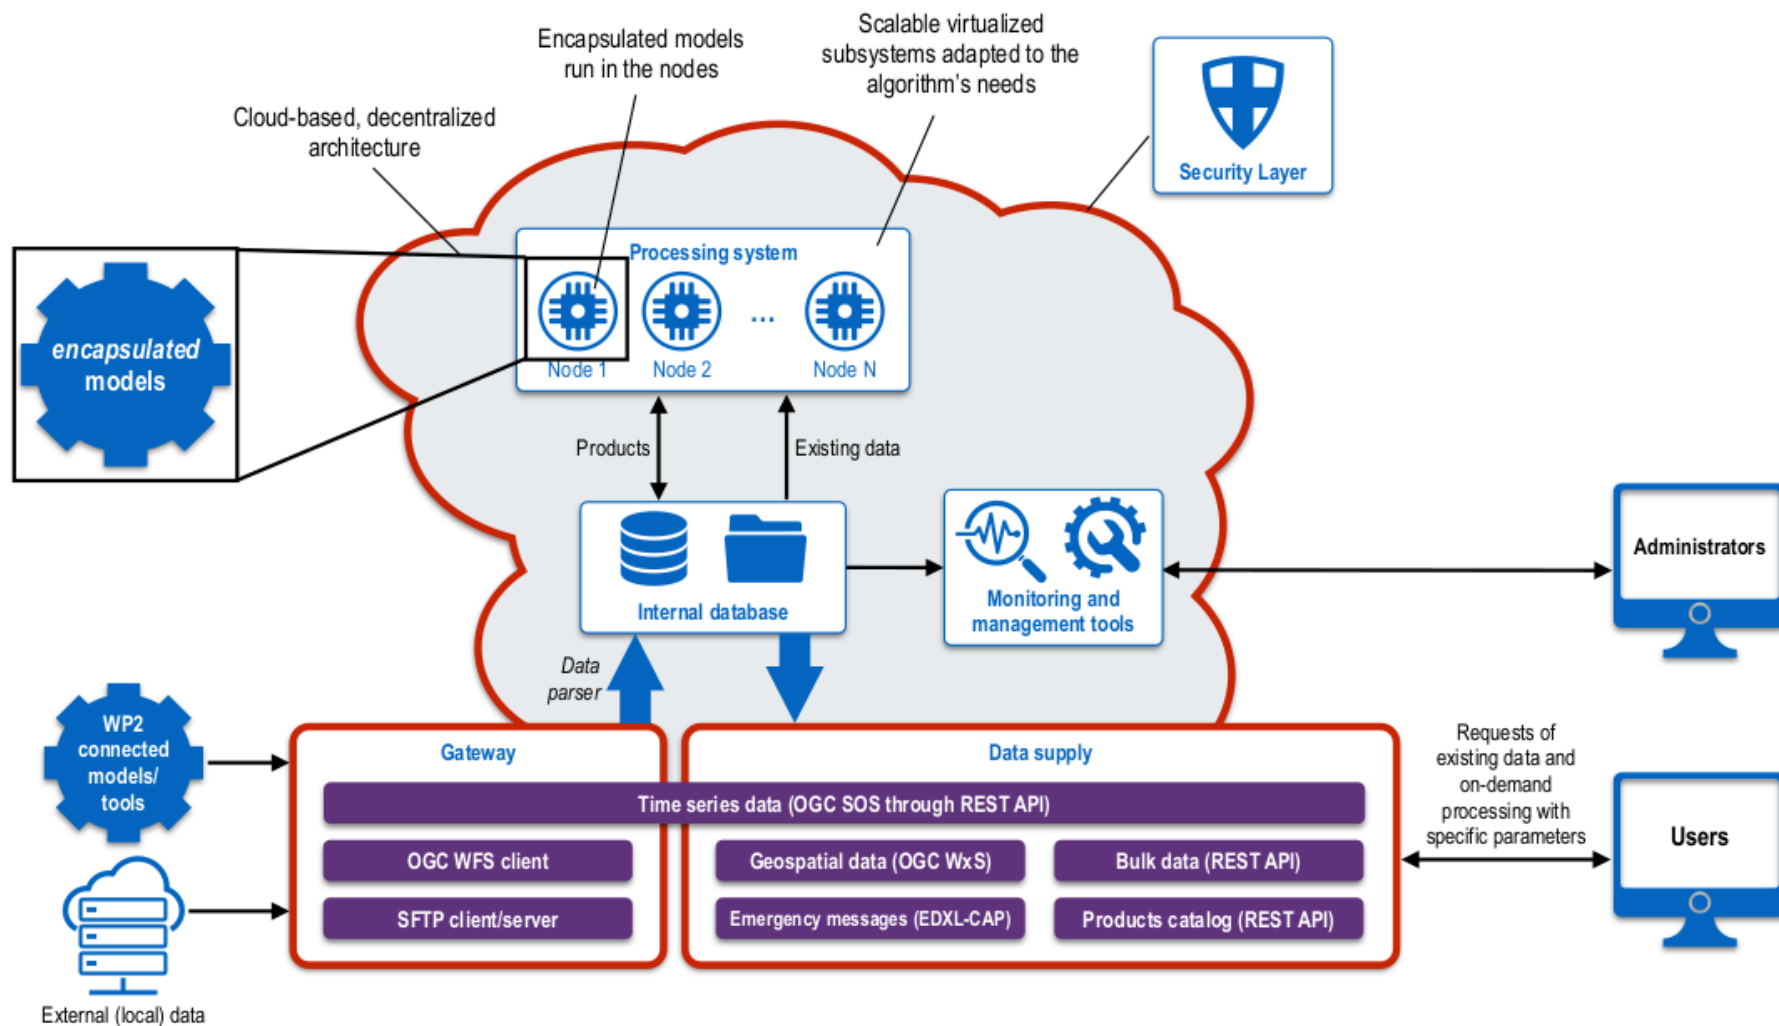 Scalable virtualized
subsystems adapted to the
algorithm's needs
Encapsulated models
run in the nodes
Cloud-based, decentralized
architecture
Security Layer
Processing system
Node 1
Node 2
...
Node N
encapsulated
models
Products
Existing data
Internal database
Monitoring and
management tools
Administrators
Data
parser
WP2
connected
models/
tools
Gateway
Data supply
Time series data (OGC SOS through REST API)
OGC WFS client
SFTP client/server
Geospatial data (OGC WxS)
Bulk data (REST API)
Emergency messages (EDXL-CAP)
Products catalog (REST API)
Requests of
existing data and
on-demand
processing with
specific parameters
Users
External (local) data